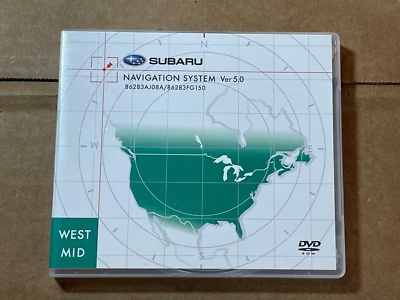 N
SUBARU
NAVIGATION SYSTEM Ver 5.0
86283AJ08A/86283FG150
W
E
WEST
MID
DVD
ROM